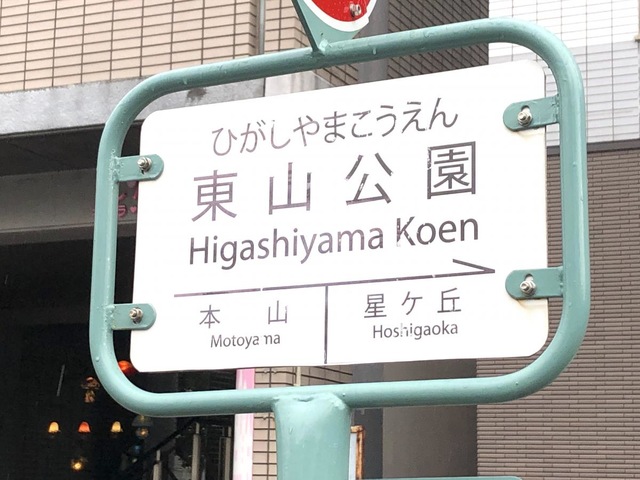 ひがしやまこうえん
東山公園
Higashiyama Koen
本山 星ケ丘
Motoyama Hoshigaoka